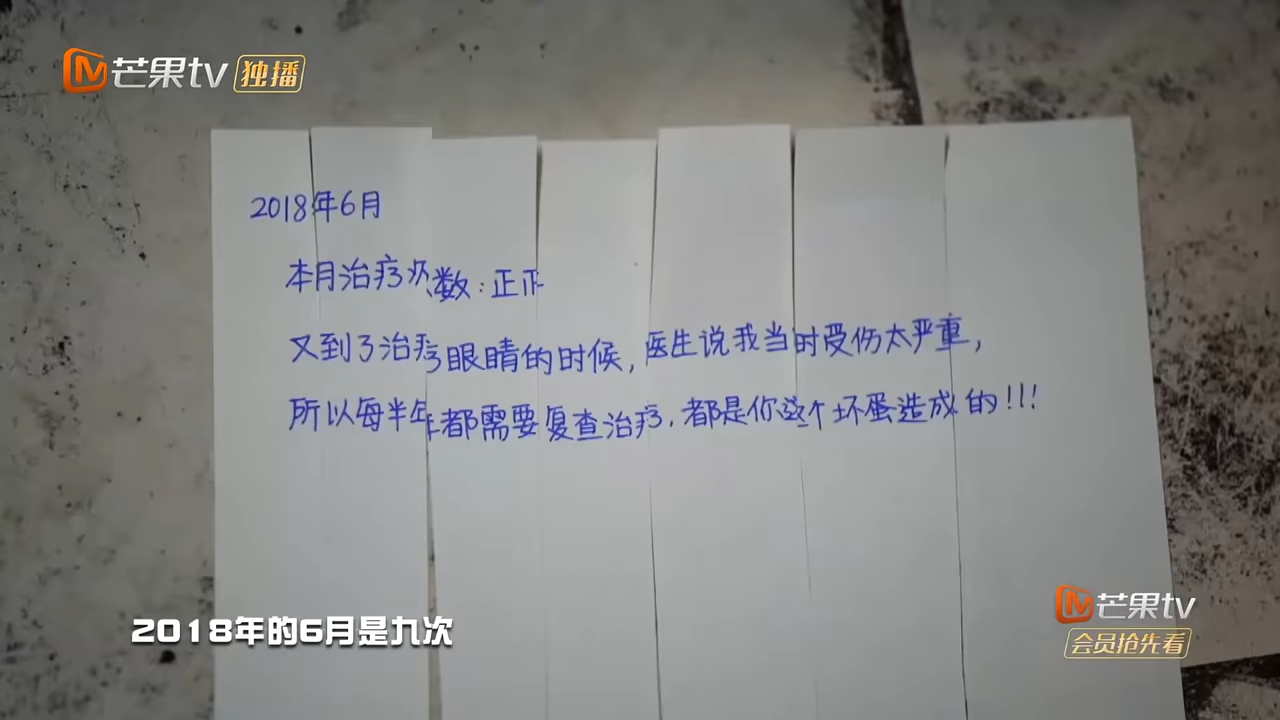 芒果tv 独播
2018年6月
本月治疗次数:正正
又到了治疗眼睛的时候,医生说我当时受伤太严重,
所以每半年都需要复查治疗,都是你这个坏蛋造成的!!!
2018年的6月是九次
芒果tv
会员抢先看